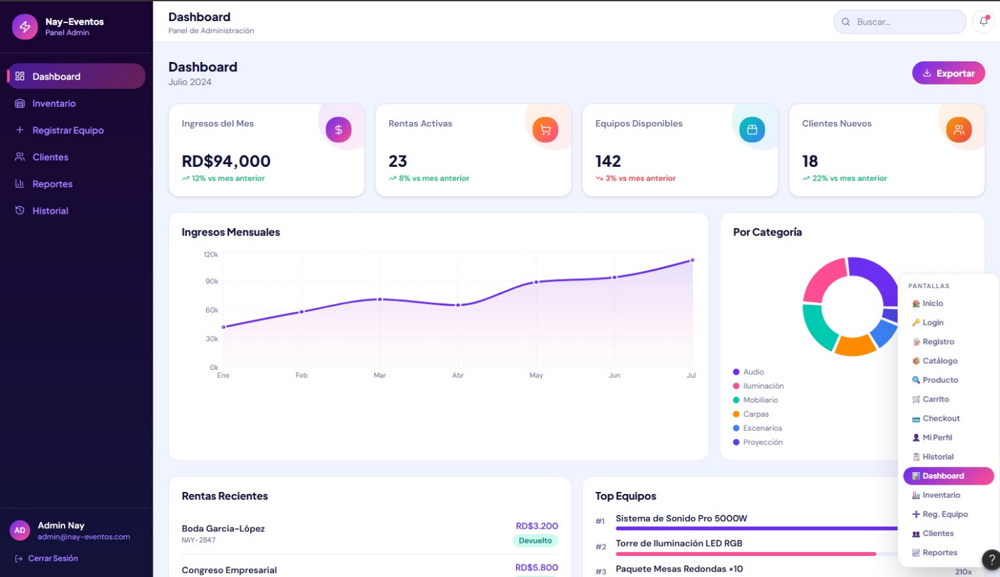 Nay-Eventos
Panel Admin
Dashboard
Inventario
Registrar Equipo
Clientes
Reportes
Historial
AD
Admin Nay
admin@nay-eventos.com
Cerrar Sesión
Dashboard
Panel de Administración
Buscar...
Dashboard
Julio 2024
Exportar
Ingresos del Mes
$
RD$94,000
12% vs mes anterior
Rentas Activas
23
8% vs mes anterior
Equipos Disponibles
142
3% vs mes anterior
Clientes Nuevos
18
22% vs mes anterior
Ingresos Mensuales
120k
90k
60k
30k
0k
Ene Feb Mar Abr May Jun Jul
Por Categoría
Audio
Iluminación
Mobiliario
Carpas
Escenarios
Proyección
Rentas Recientes
Boda García-López
RD$3.200
NAY-2847
Devuelto
Congreso Empresarial
RD$5.800
Top Equipos
#1 Sistema de Sonido Pro 5000W
#2 Torre de Iluminación LED RGB
#3 Paquete Mesas Redondas ×10
210x
PANTALLAS
Inicio
Login
Registro
Catálogo
Producto
Carrito
Checkout
Mi Perfil
Historial
Dashboard
Inventario
Reg. Equipo
Clientes
Reportes
?